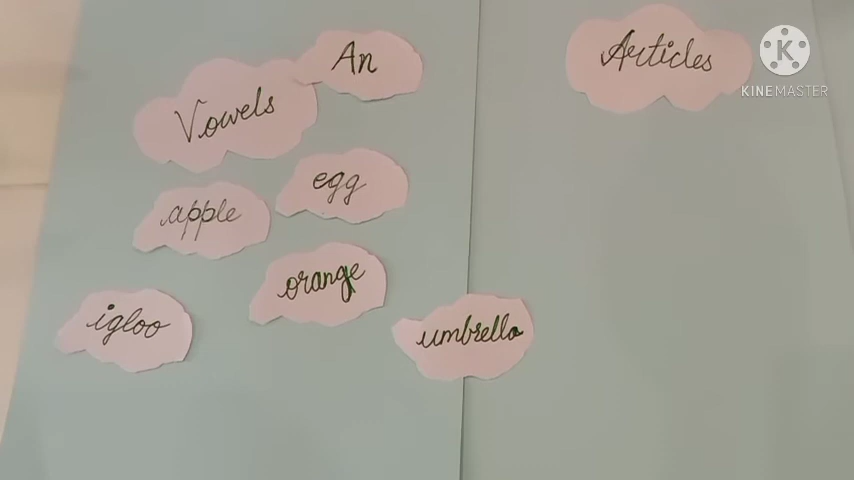 An
Articles
Vowels
KINEMASTER
egg
apple
orange
igloo
umbrella